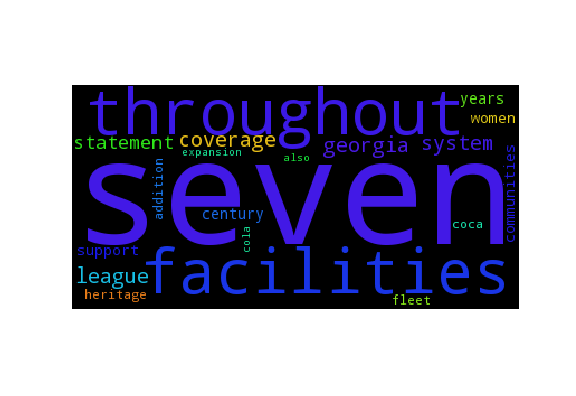 throughout
years
women
statement
coverage
georgia
system
expansion
also
seven
addition
communities
century
coca
cola
support
facilities
league
heritage
fleet